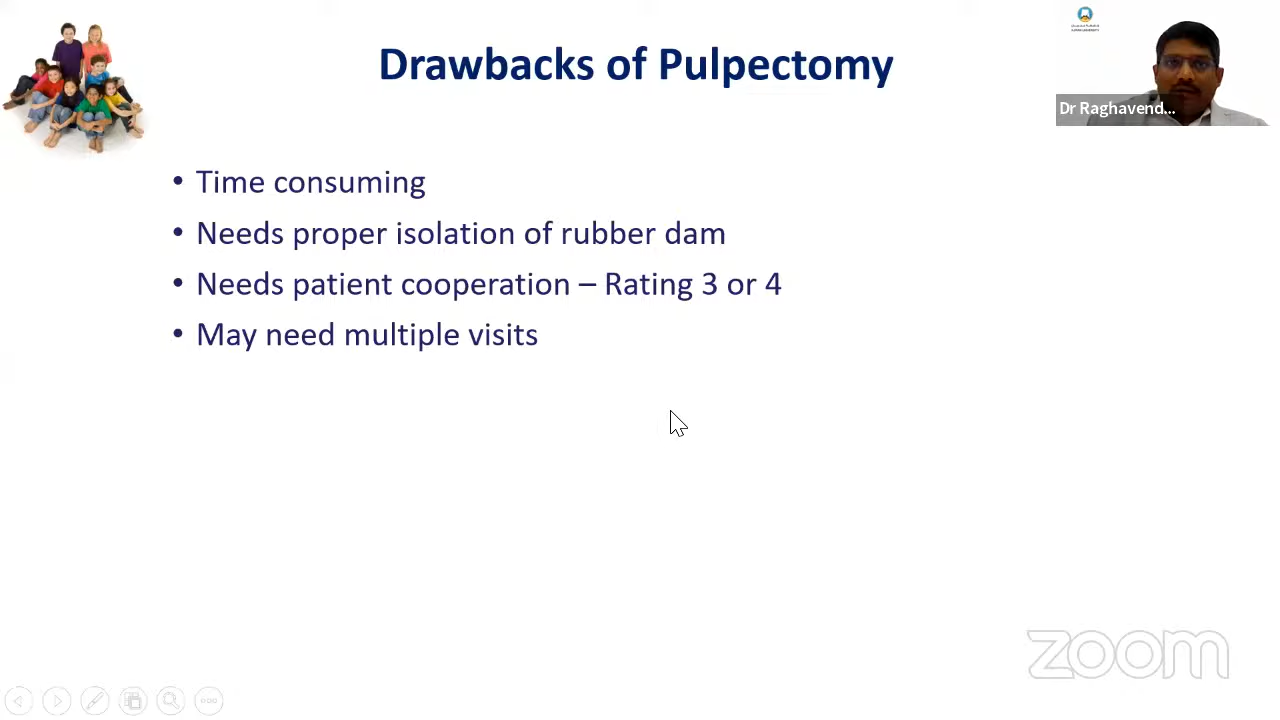 Drawbacks of Pulpectomy
Dr Raghavend...
• Time consuming
• Needs proper isolation of rubber dam
• Needs patient cooperation – Rating 3 or 4
• May need multiple visits
zoom